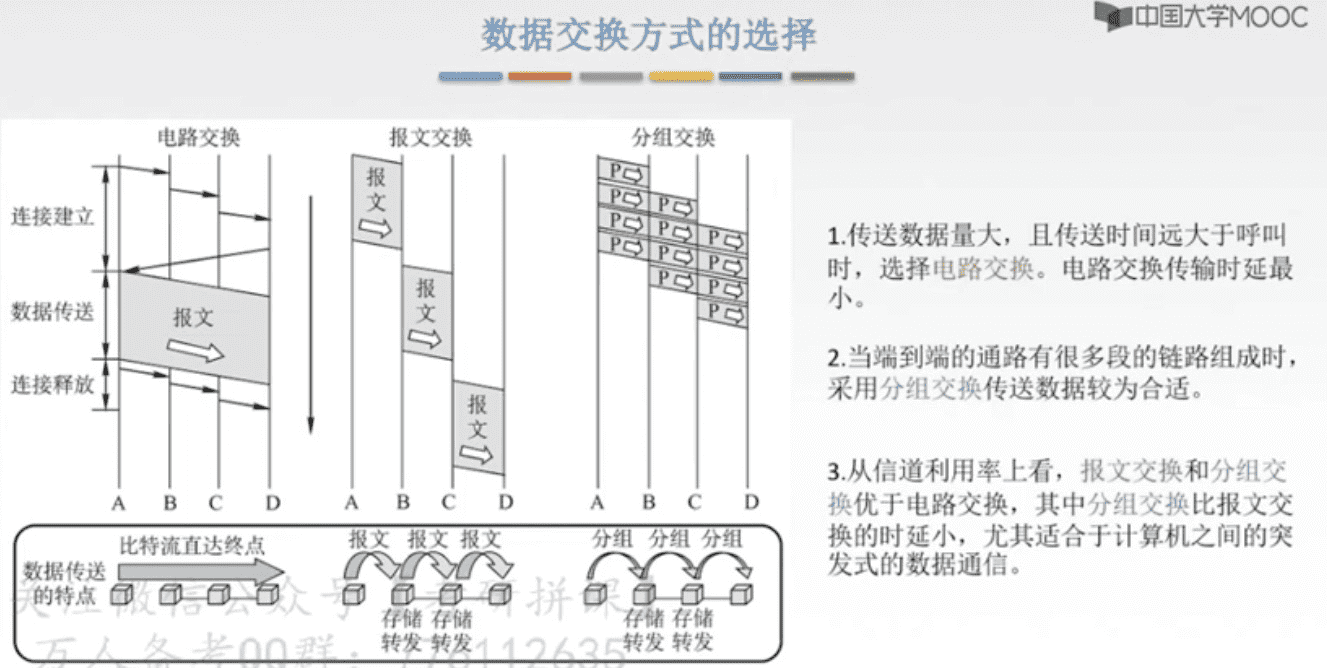 中国大学MOOC
数据交换方式的选择
电路交换
报文交换
分组交换
连接建立
数据传送
连接释放
报文
报
文
报
文
报
文
P
P
P P
P P
P P P
P P
P P
P
A B C D
A B C D
A B C D
数据传送
的特点
比特流直达终点
报文 报文 报文
存储 存储
转发 转发
分组 分组 分组
存储 存储
转发 转发
1.传送数据量大，且传送时间远大于呼叫
时，选择电路交换。电路交换传输时延最
小。
2.当端到端的通路有很多段的链路组成时，
采用分组交换传送数据较为合适。
3.从信道利用率上看，报文交换和分组交
换优于电路交换，其中分组交换比报文交
换的时延小，尤其适合于计算机之间的突
发式的数据通信。
关注微信公众号 研拼课
万人备考QQ群：